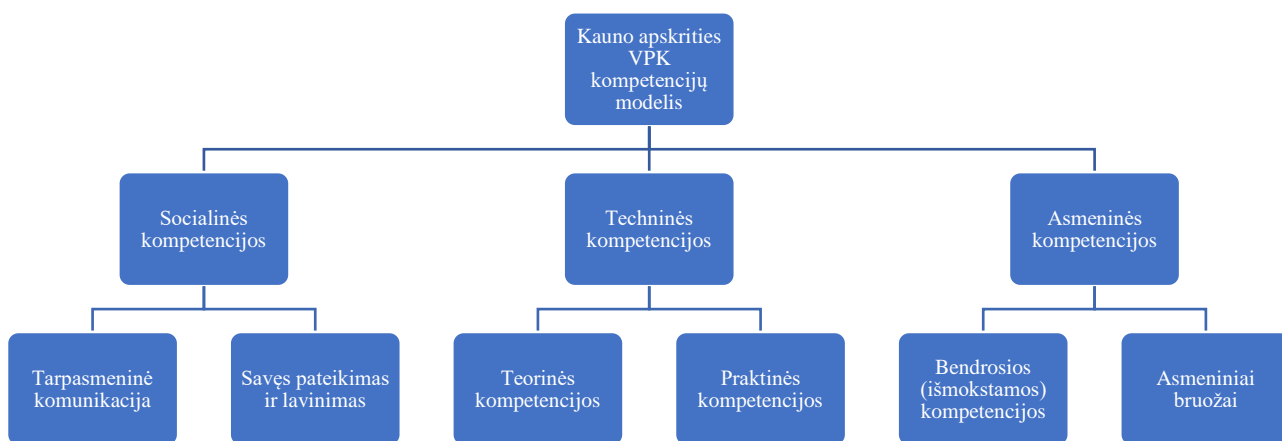 Kauno apskrities
VPK
kompetencijų
modelis
Socialinės
kompetencijos
Techninės
kompetencijos
Asmeninės
kompetencijos
Tarpasmeninė
komunikacija
Savęs pateikimas
ir lavinimas
Teorinės
kompetencijos
Praktinės
kompetencijos
Bendrosios
(išmokstamos)
kompetencijos
Asmeniniai
bruožai